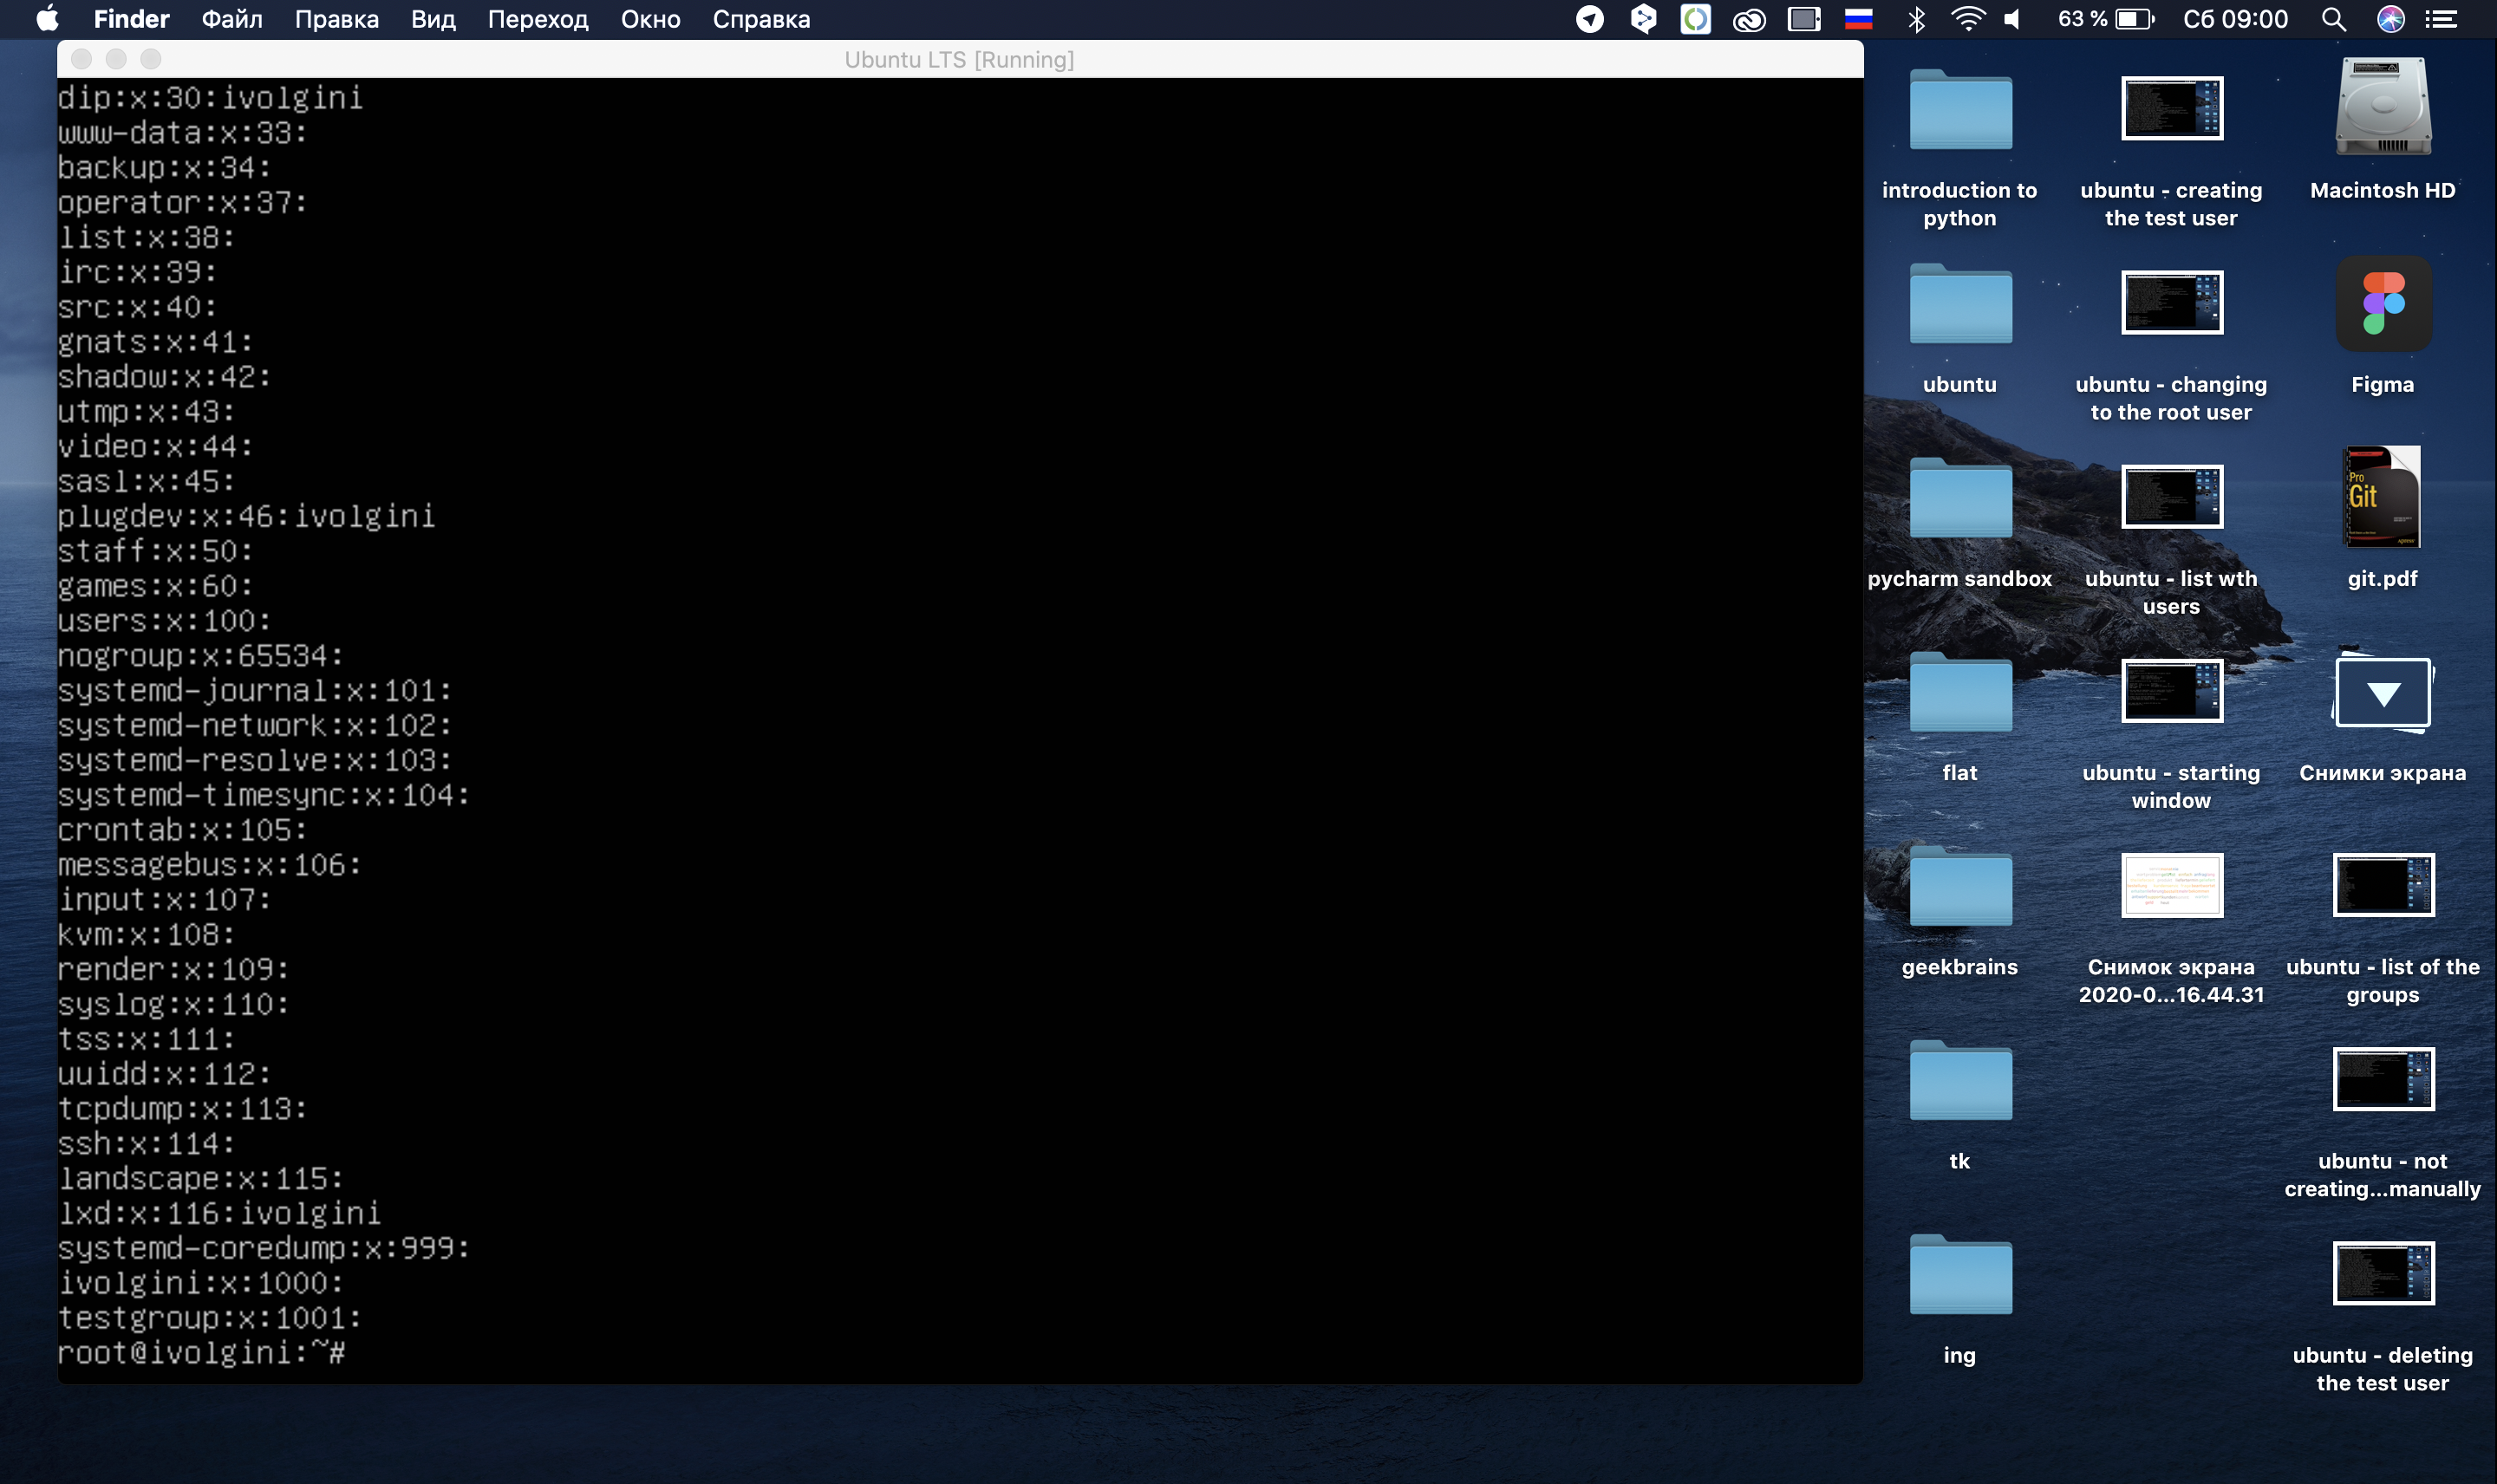 Finder Файл Правка Вид Переход Окно Справка 63 % Сб 09:00
Ubuntu LTS [Running]
dip:x:30:ivolgini
www-data:x:33:
backup:x:34:
operator:x:37:
list:x:38:
irc:x:39:
src:x:40:
gnats:x:41:
shadow:x:42:
utmp:x:43:
video:x:44:
sasl:x:45:
plugdev:x:46:ivolgini
staff:x:50:
games:x:60:
users:x:100:
nogroup:x:65534:
systemd-journal:x:101:
systemd-network:x:102:
systemd-resolve:x:103:
systemd-timesync:x:104:
crontab:x:105:
messagebus:x:106:
input:x:107:
kvm:x:108:
render:x:109:
syslog:x:110:
tss:x:111:
uuidd:x:112:
tcpdump:x:113:
ssh:x:114:
landscape:x:115:
lxd:x:116:ivolgini
systemd-coredump:x:999:
ivolgini:x:1000:
testgroup:x:1001:
root@ivolgini:~#
introduction to
python
ubuntu - creating
the test user
Macintosh HD
ubuntu
ubuntu - changing
to the root user
Figma
Pro
Git
pycharm sandbox
ubuntu - list wth
users
git.pdf
flat
ubuntu - starting
window
Снимки экрана
geekbrains
Снимок экрана
2020-0...16.44.31
ubuntu - list of the
groups
tk
ubuntu - not
creating...manually
ing
ubuntu - deleting
the test user